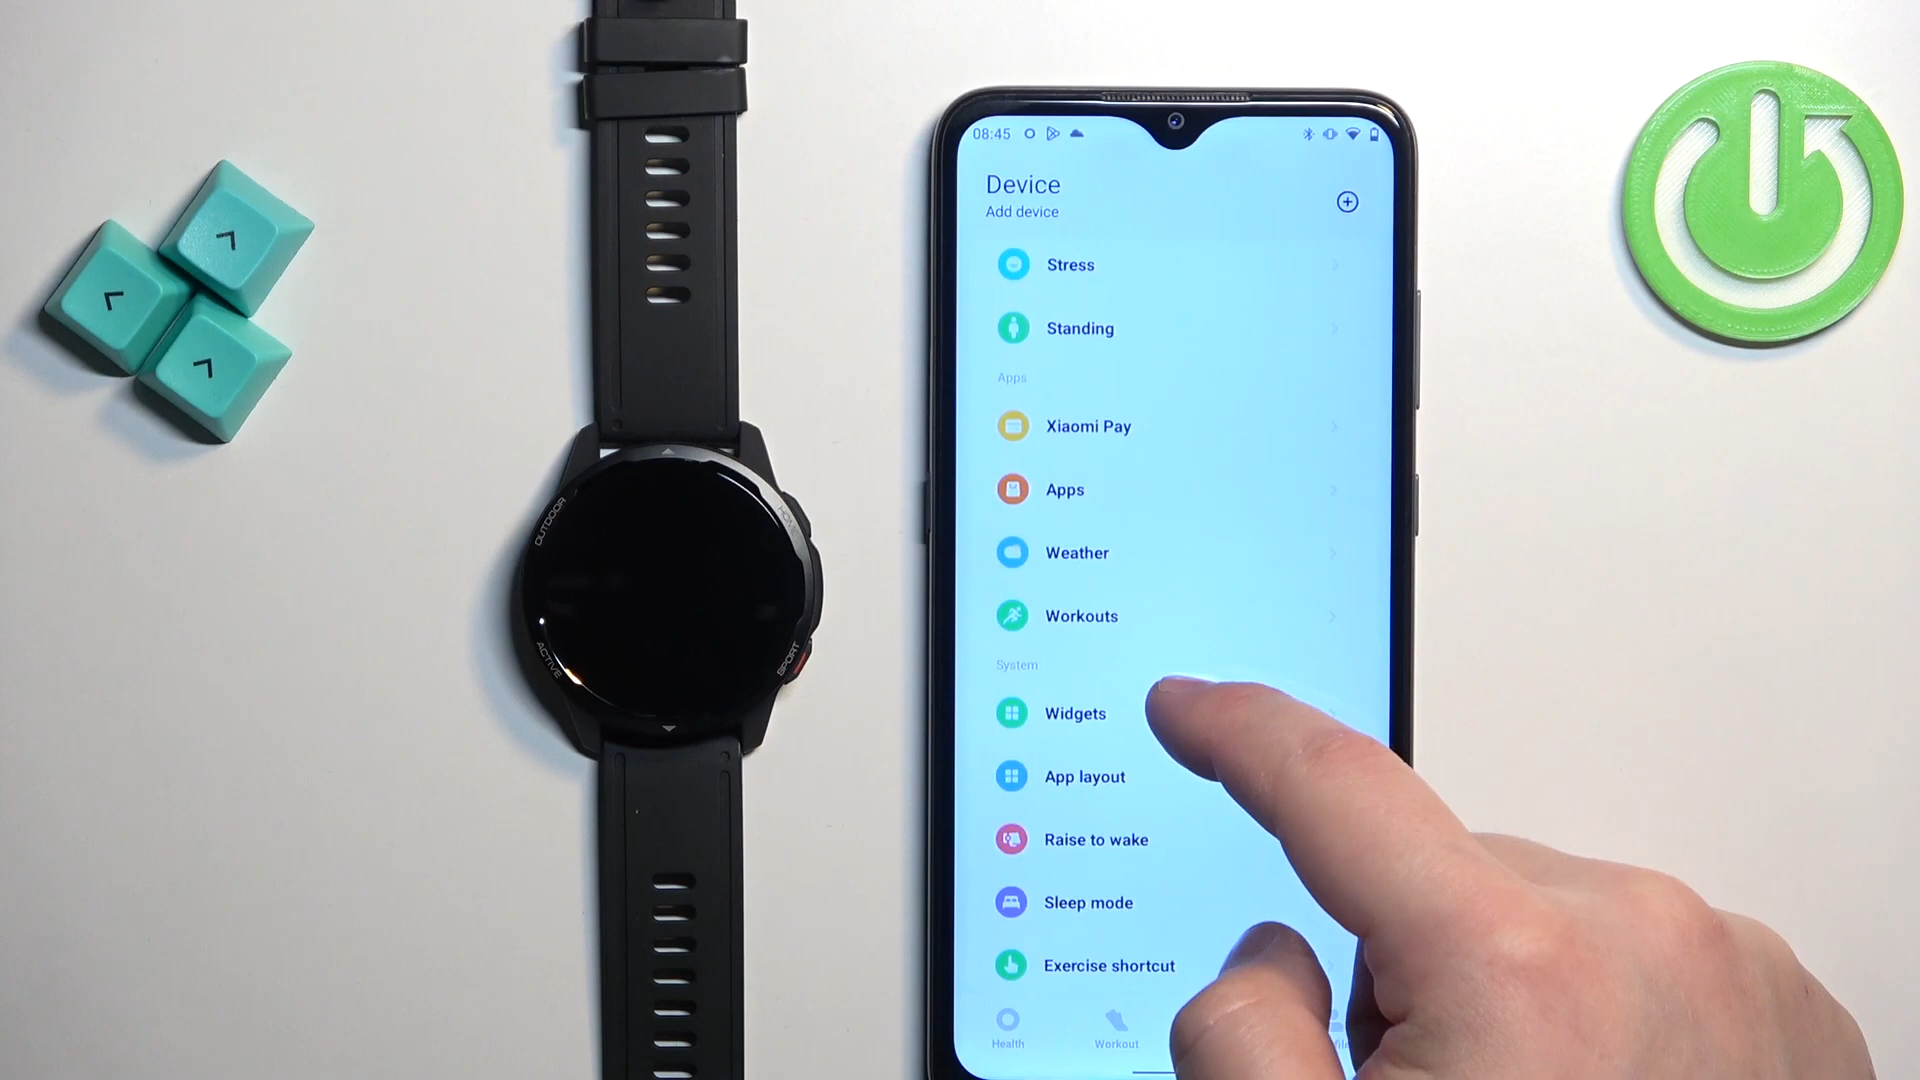 08:45
Device
Add device
Stress
Standing
Apps
Xiaomi Pay
Apps
Weather
Workouts
System
Widgets
App layout
Raise to wake
Sleep mode
Exercise shortcut
Health
Workout
OUTDOOR
HOME
ACTIVE
SPORT